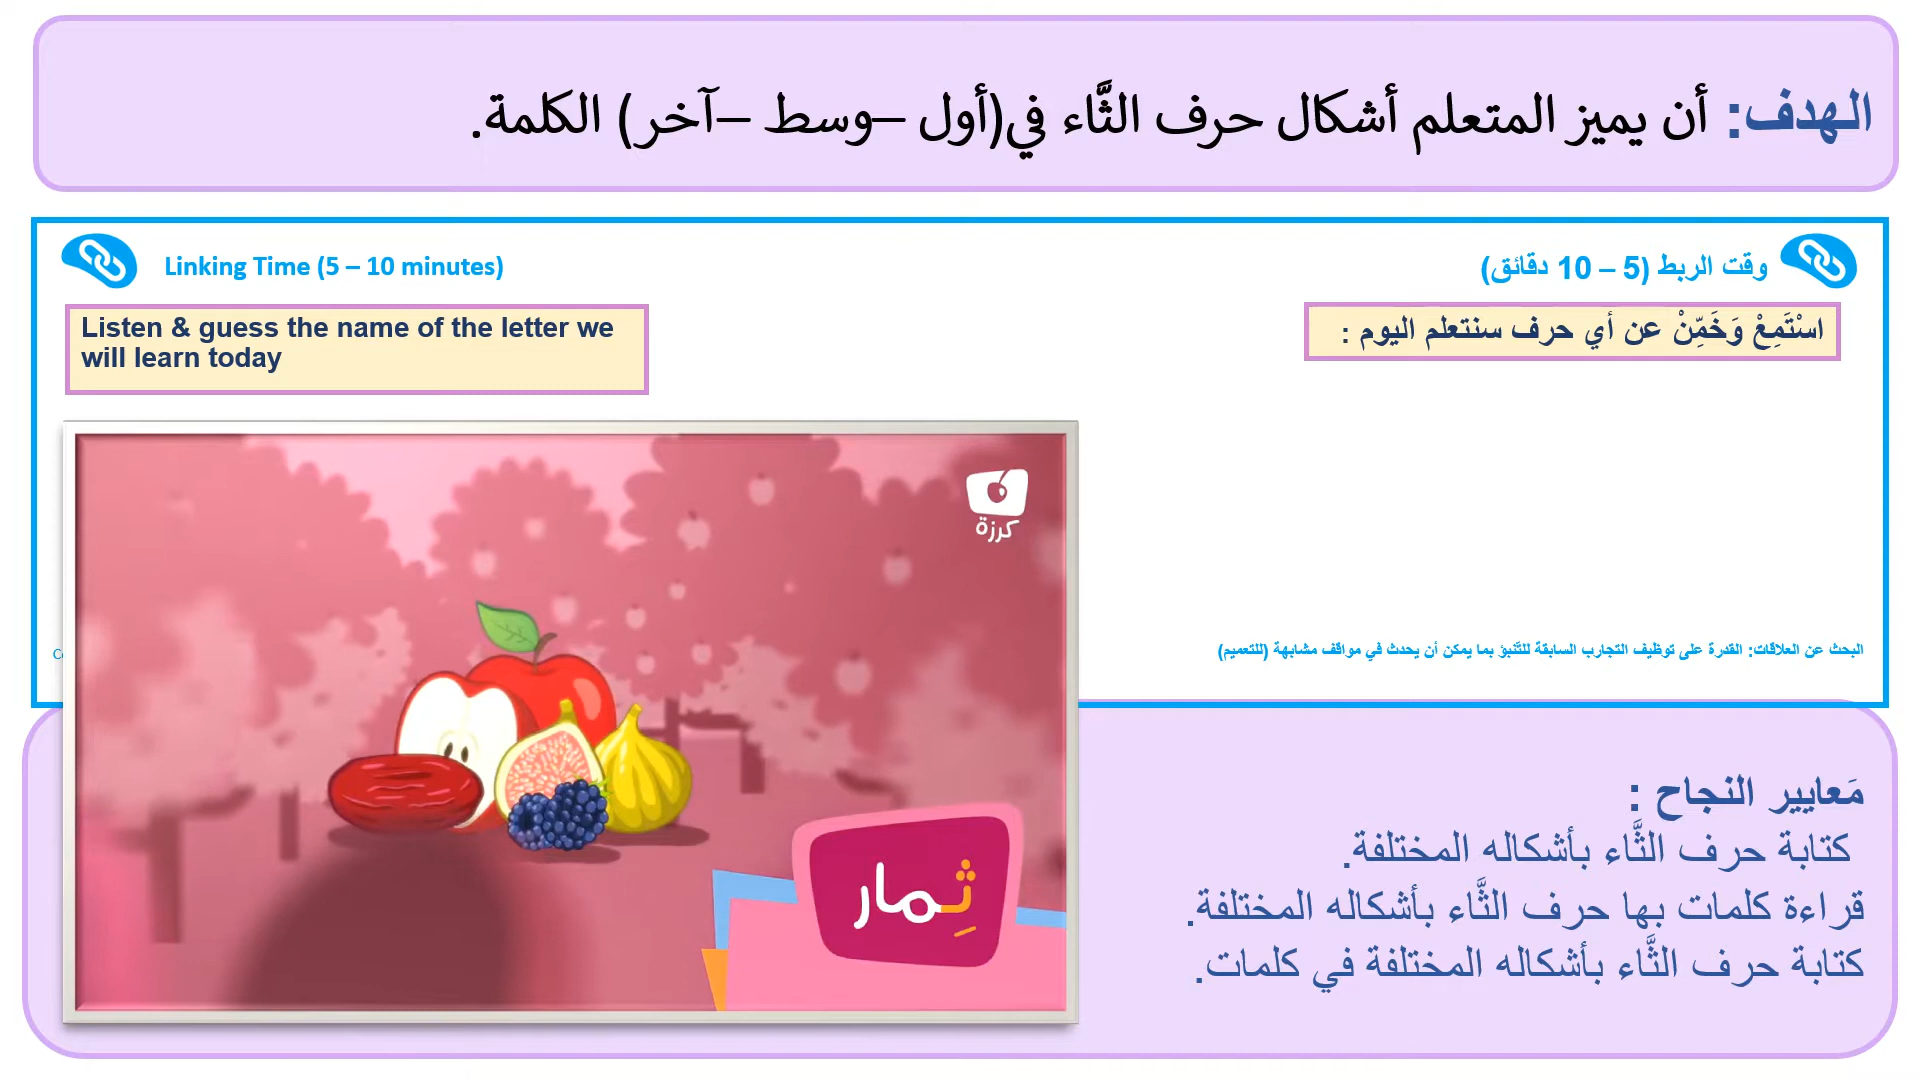 الـهدف: أن يميز المتعلم أشكال حرف الثَّاء في(أول –وسط –آخر) الكلمة.
Linking Time (5 – 10 minutes)
وقت الربط (5 – 10 دقائق)
Listen & guess the name of the letter we
will learn today
اسْتَمِعْ وَخَمِّنْ عن أي حرف سنتعلم اليوم :
كرزة
البحث عن العلاقات: القدرة على توظيف التجارب السابقة للتّنبؤ بما يمكن أن يحدث في مواقف مشابهة (للتعميم)
ثِمار
مَعايير النجاح :
كتابة حرف الثَّاء بأشكاله المختلفة.
قراءة كلمات بها حرف الثَّاء بأشكاله المختلفة.
كتابة حرف الثَّاء بأشكاله المختلفة في كلمات.